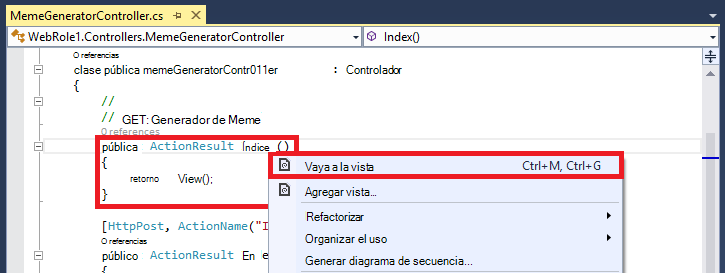 MemeGeneratorController.cs
WebRole1.Controllers.MemeGeneratorController Index()
0 referencias
clase pública memeGeneratorContr011er : Controlador
{
//
// GET: Generador de Meme
0 references
pública ActionResult Índice ()
{
retorno View();
}
[HttpPost, ActionName("I
0 referencias
público ActionResult En e
{
Vaya a la vista Ctrl+M, Ctrl+G
Agregar vista...
Refactorizar
Organizar el uso
Generar diagrama de secuencia...